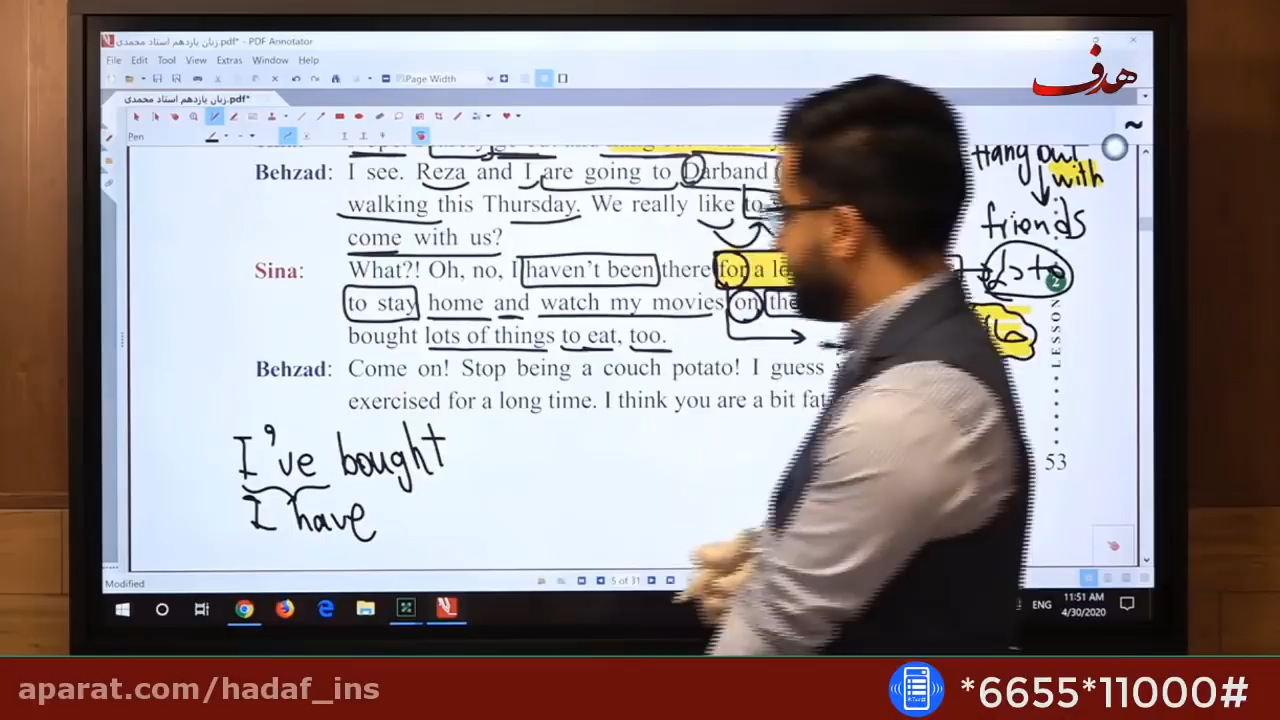 زبان یازدهم استاد محمدی.pdf* - PDF Annotator
هدف
File Edit Tool View Extras Window Help
Page Width
زبان یازدهم استاد محمدی.pdf*
Pen
Hang out
with
friends
Behzad: I see. Reza and I are going to Darband
walking this Thursday. We really like to
come with us?
Sina: What?! Oh, no, I haven't been there for a
to stay home and watch my movies on
bought lots of things to eat, too.
Behzad: Come on! Stop being a couch potato! I guess
exercised for a long time. I think you are a bit
2
LESSON
53
I've bought
I have
Modified
5 of 31
ENG
11:51 AM
4/30/2020
aparat.com/hadaf_ins
*6655*11000#